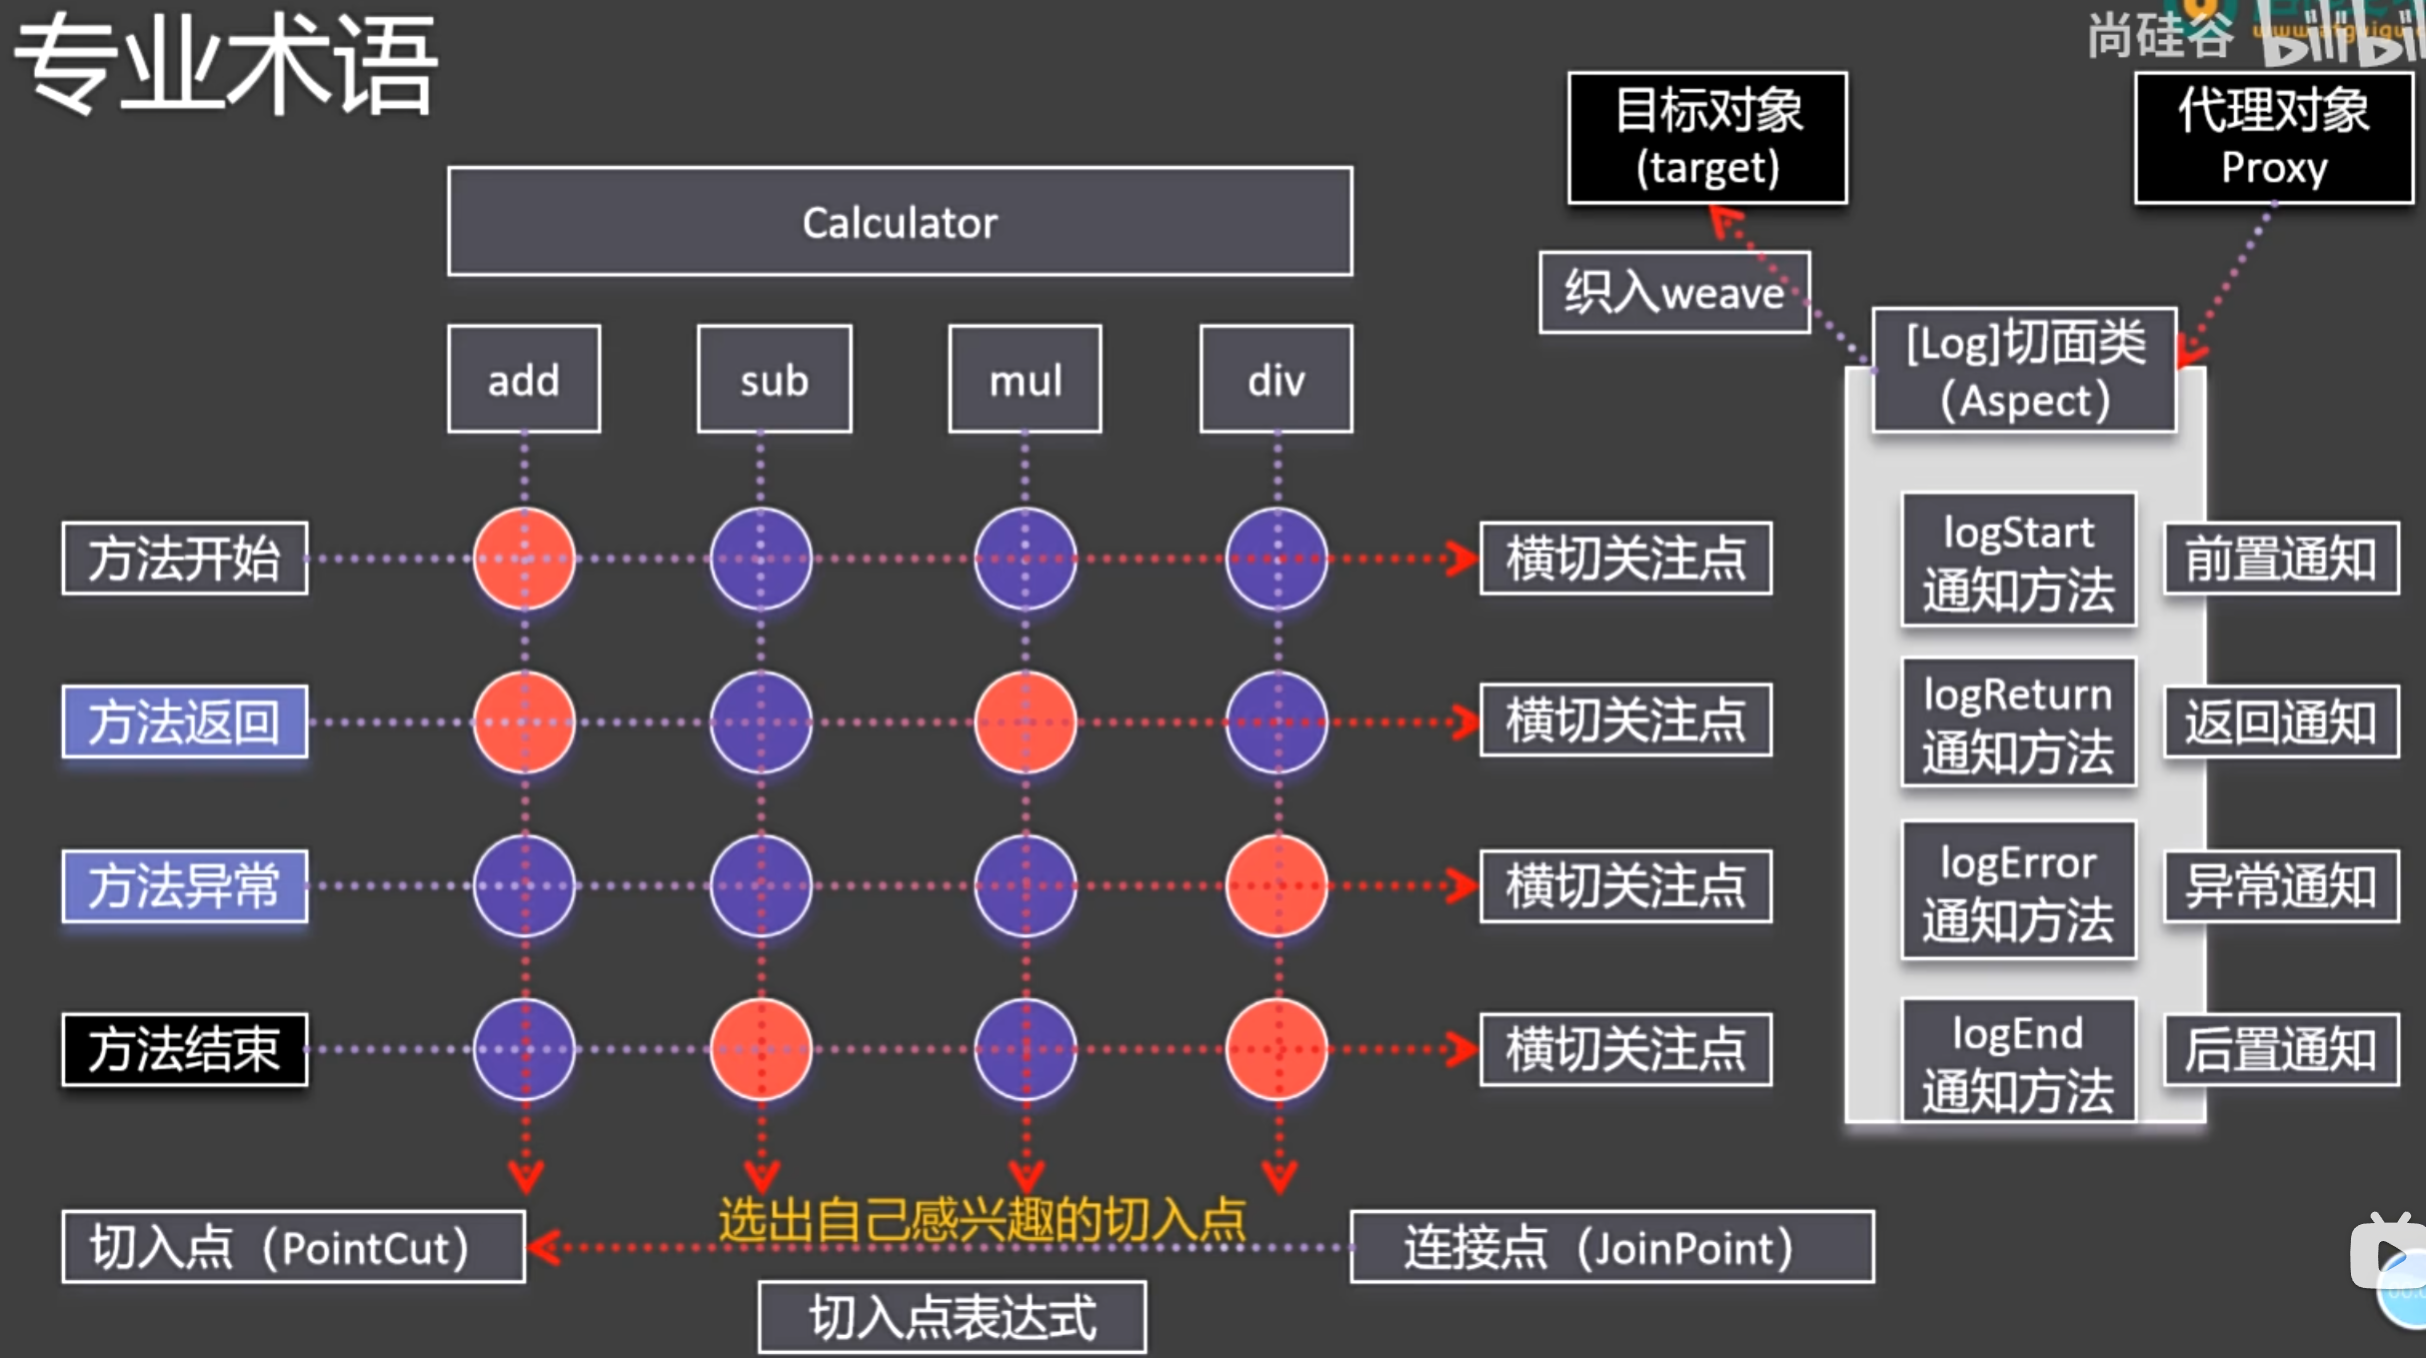 专业术语
尚硅谷
bilibili
目标对象
(target)
代理对象
Proxy
Calculator
织入weave
[Log]切面类
（Aspect）
add
sub
mul
div
方法开始
横切关注点
logStart
通知方法
前置通知
方法返回
横切关注点
logReturn
通知方法
返回通知
方法异常
横切关注点
logError
通知方法
异常通知
方法结束
横切关注点
logEnd
通知方法
后置通知
选出自己感兴趣的切入点
切入点（PointCut）
连接点（JoinPoint）
切入点表达式